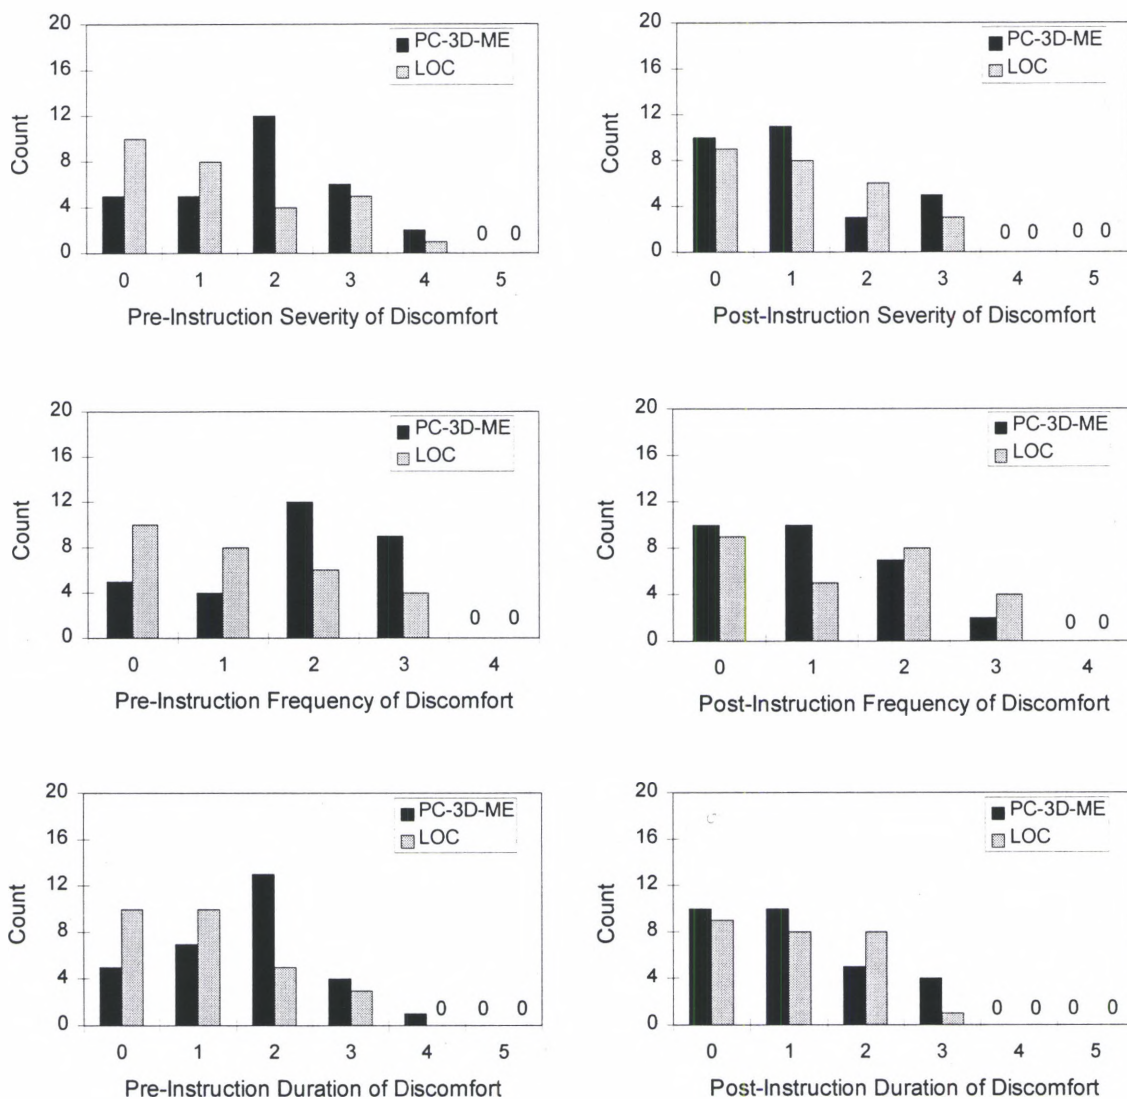 20
16
12
8
4
0
Count
PC-3D-ME
LOC
0 0
0 1 2 3 4 5
Pre-Instruction Severity of Discomfort
20
16
12
8
4
0
Count
PC-3D-ME
LOC
0 0 0 0
0 1 2 3 4 5
Post-Instruction Severity of Discomfort
20
16
12
8
4
0
Count
PC-3D-ME
LOC
0 0
0 1 2 3 4
Pre-Instruction Frequency of Discomfort
20
16
12
8
4
0
Count
PC-3D-ME
LOC
0 0
0 1 2 3 4
Post-Instruction Frequency of Discomfort
20
16
12
8
4
0
Count
PC-3D-ME
LOC
0 0 0
0 1 2 3 4 5
Pre-Instruction Duration of Discomfort
20
16
12
8
4
0
Count
PC-3D-ME
LOC
0 0 0 0
0 1 2 3 4 5
Post-Instruction Duration of Discomfort